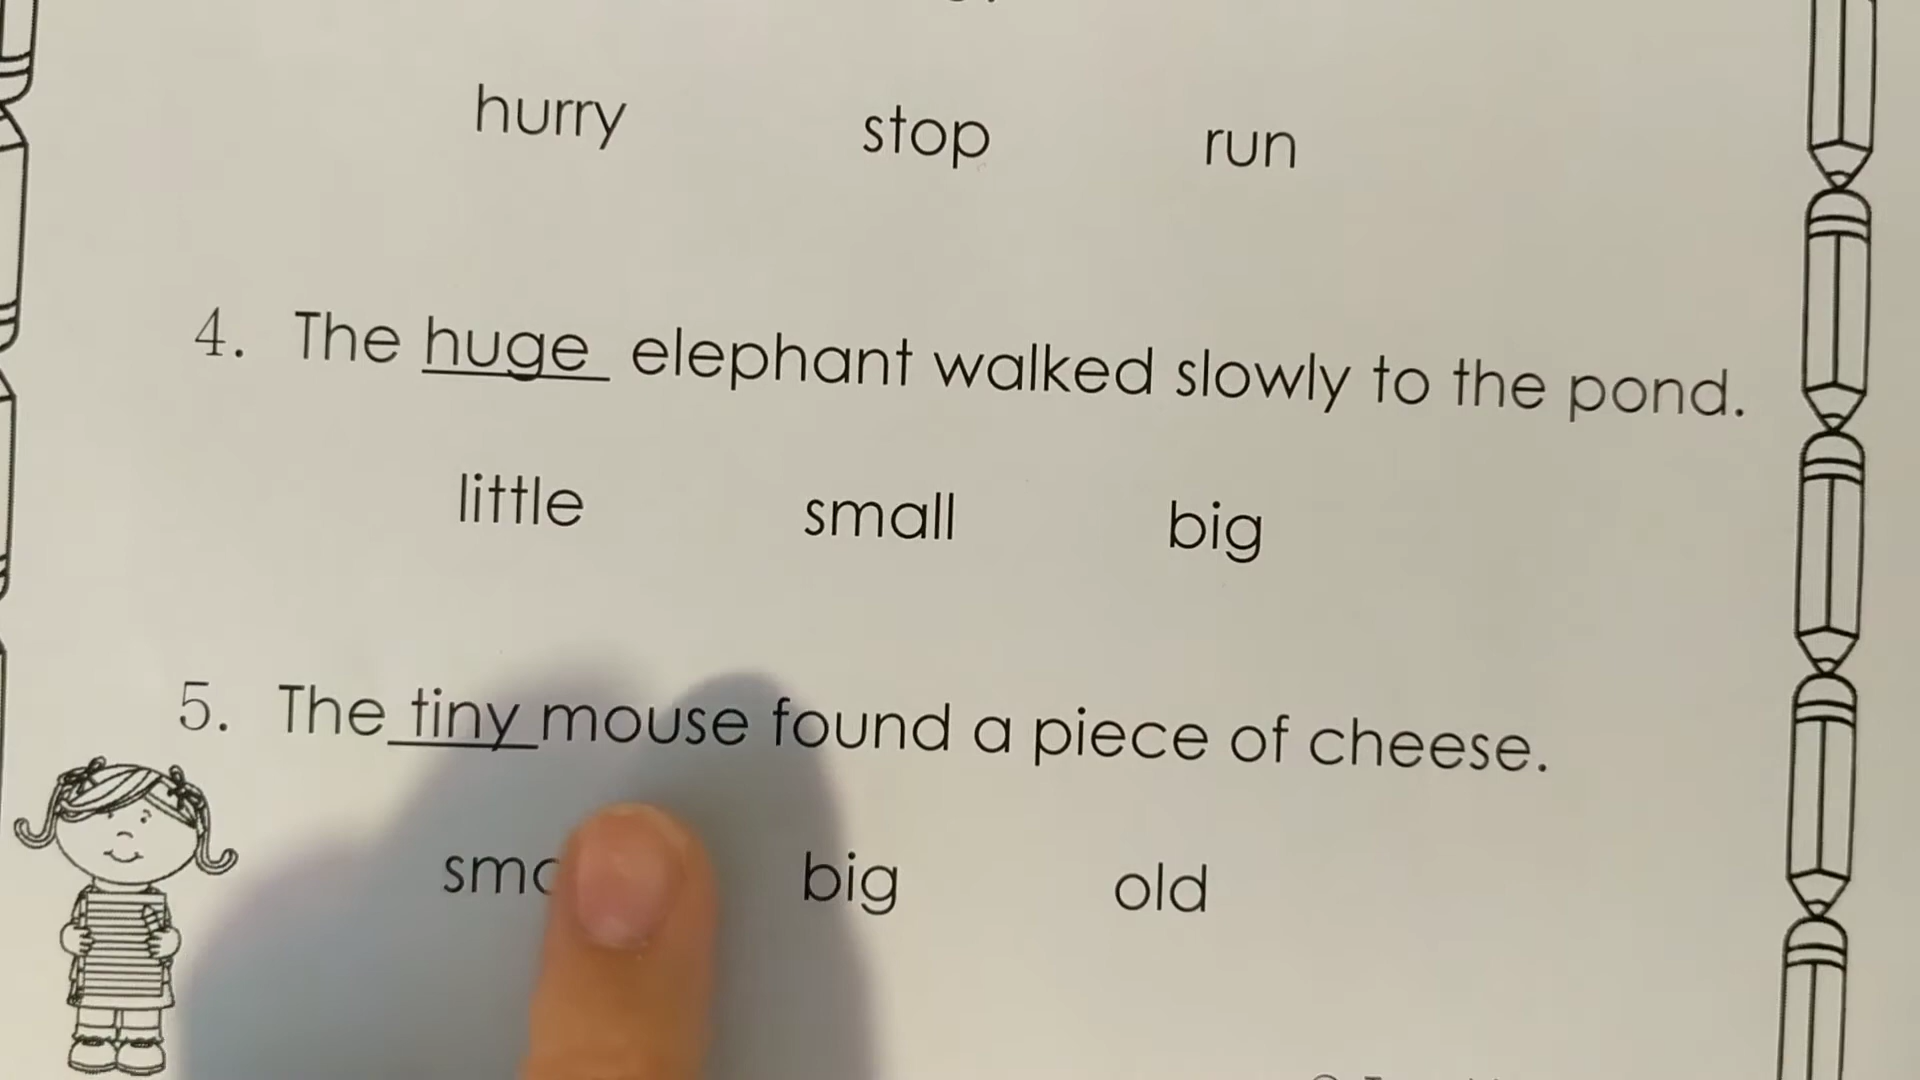 hurry stop run
4. The huge elephant walked slowly to the pond.
little small big
5. The tiny mouse found a piece of cheese.
big old